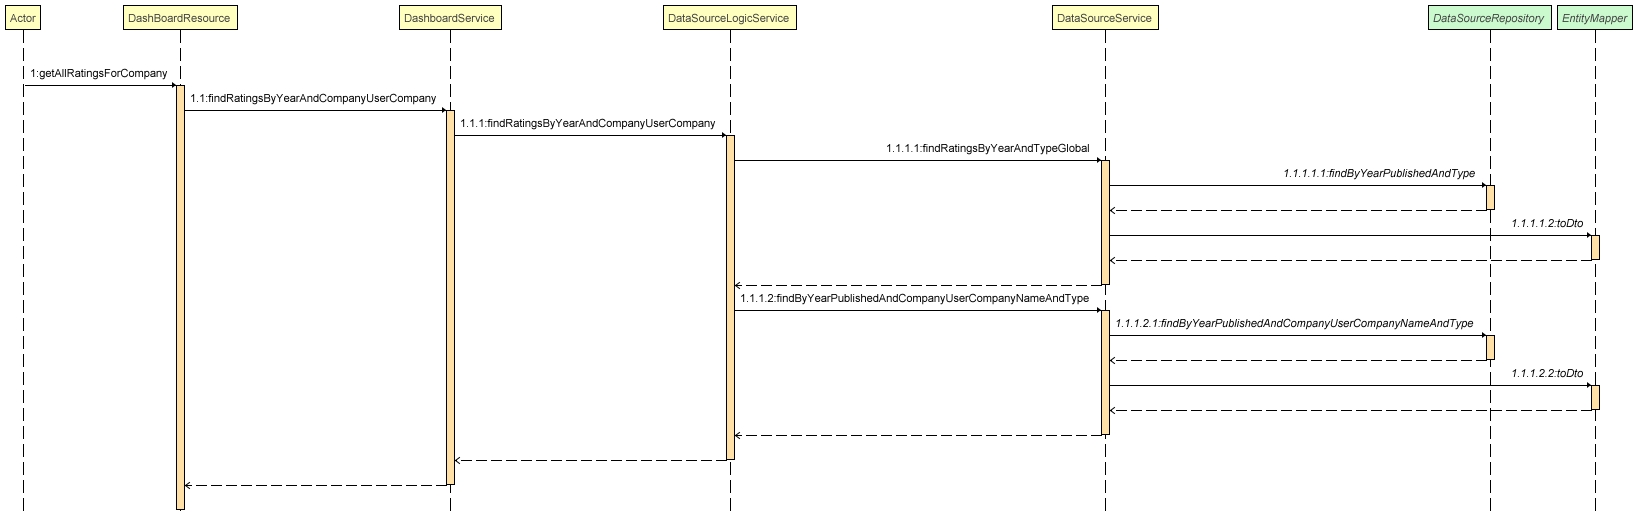 Actor
DashBoardResource
DashboardService
DataSourceLogicService
DataSourceService
DataSourceRepository
EntityMapper
1:getAllRatingsForCompany
1.1:findRatingsByYearAndCompanyUserCompany
1.1.1:findRatingsByYearAndCompanyUserCompany
1.1.1.1:findRatingsByYearAndTypeGlobal
1.1.1.1.1:findByYearPublishedAndType
1.1.1.1.2:toDto
1.1.1.2:findByYearPublishedAndCompanyUserCompanyNameAndType
1.1.1.2.1:findByYearPublishedAndCompanyUserCompanyNameAndType
1.1.1.2.2:toDto